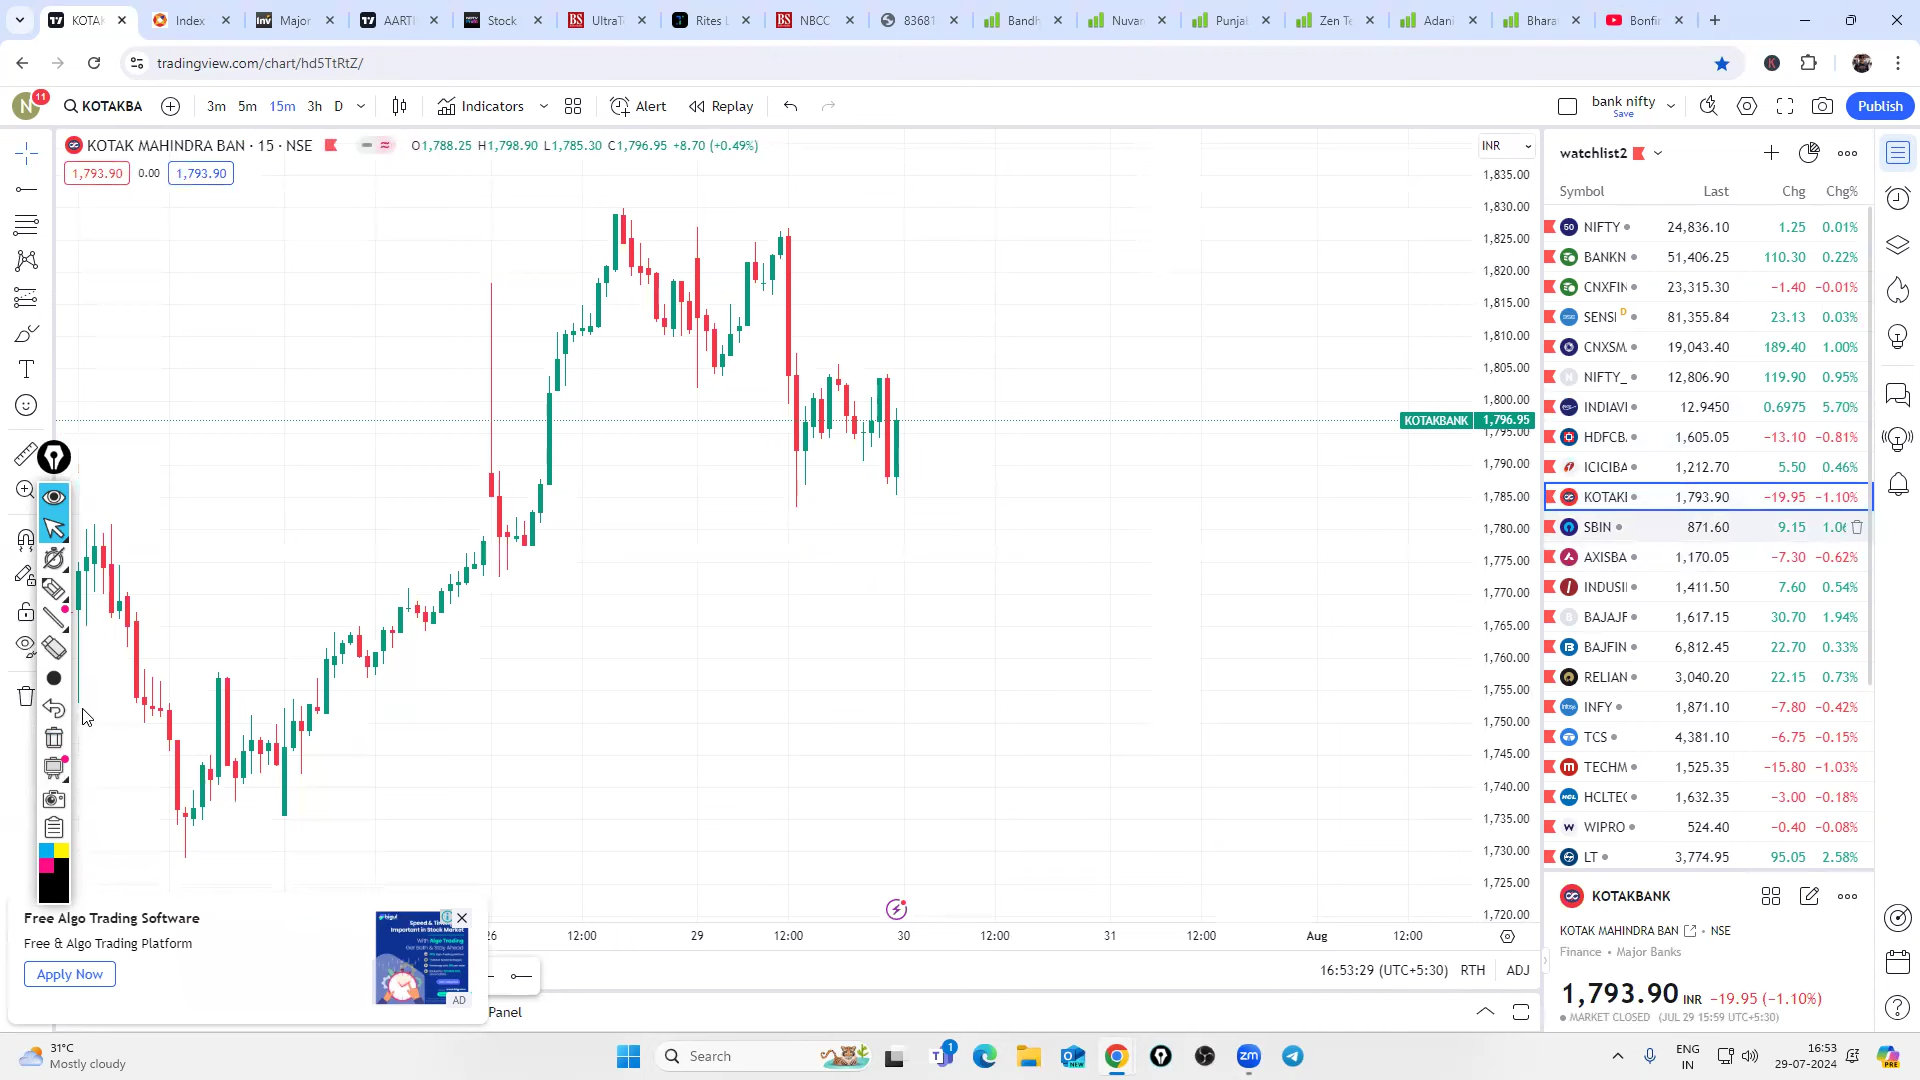 KOTAK
Index
Major
AARTI
Stock
UltraT
Rites L
NBCC
83681
Bandh
Nuvam
Punja
Zen Te
Adani
Bhara
Bonfir
tradingview.com/chart/hd5TtRtZ/
N
11
KOTAKBA
3m
5m
15m
3h
D
Indicators
Alert
Replay
bank nifty
Save
Publish
KOTAK MAHINDRA BAN · 15 · NSE
O1,788.25 H1,798.90 L1,785.30 C1,796.95 +8.70 (+0.49%)
1,793.90 0.00 1,793.90
INR
1,835.00
1,830.00
1,825.00
1,820.00
1,815.00
1,810.00
1,805.00
1,800.00
KOTAKBANK 1,796.95
1,795.00
1,790.00
1,785.00
1,780.00
1,775.00
1,770.00
1,765.00
1,760.00
1,755.00
1,750.00
1,745.00
1,740.00
1,735.00
1,730.00
1,725.00
1,720.00
26 12:00 29 12:00 30 12:00 31 12:00 Aug 12:00
16:53:29 (UTC+5:30) RTH ADJ
Panel
Free Algo Trading Software
Free & Algo Trading Platform
Apply Now
Important in Stock Market
With Algo Trading
AD
watchlist2
Symbol Last Chg Chg%
NIFTY 24,836.10 1.25 0.01%
BANKN 51,406.25 110.30 0.22%
CNXFIN 23,315.30 −1.40 −0.01%
SENSI D 81,355.84 23.13 0.03%
CNXSM 19,043.40 189.40 1.00%
NIFTY_ 12,806.90 119.90 0.95%
INDIAVI 12.9450 0.6975 5.70%
HDFCB 1,605.05 −13.10 −0.81%
ICICIBA 1,212.70 5.50 0.46%
KOTAKI 1,793.90 −19.95 −1.10%
SBIN 871.60 9.15 1.06
AXISBA 1,170.05 −7.30 −0.62%
INDUSI 1,411.50 7.60 0.54%
BAJAJF 1,617.15 30.70 1.94%
BAJFIN 6,812.45 22.70 0.33%
RELIAN 3,040.20 22.15 0.73%
INFY 1,871.10 −7.80 −0.42%
TCS 4,381.10 −6.75 −0.15%
TECHM 1,525.35 −15.80 −1.03%
HCLTEC 1,632.35 −3.00 −0.18%
WIPRO 524.40 −0.40 −0.08%
LT 3,774.95 95.05 2.58%
KOTAKBANK
KOTAK MAHINDRA BAN • NSE
Finance • Major Banks
1,793.90 INR −19.95 (−1.10%)
MARKET CLOSED (JUL 29 15:59 UTC+5:30)
31°C
Mostly cloudy
Search
1
zm
ENG
IN
16:53
29-07-2024